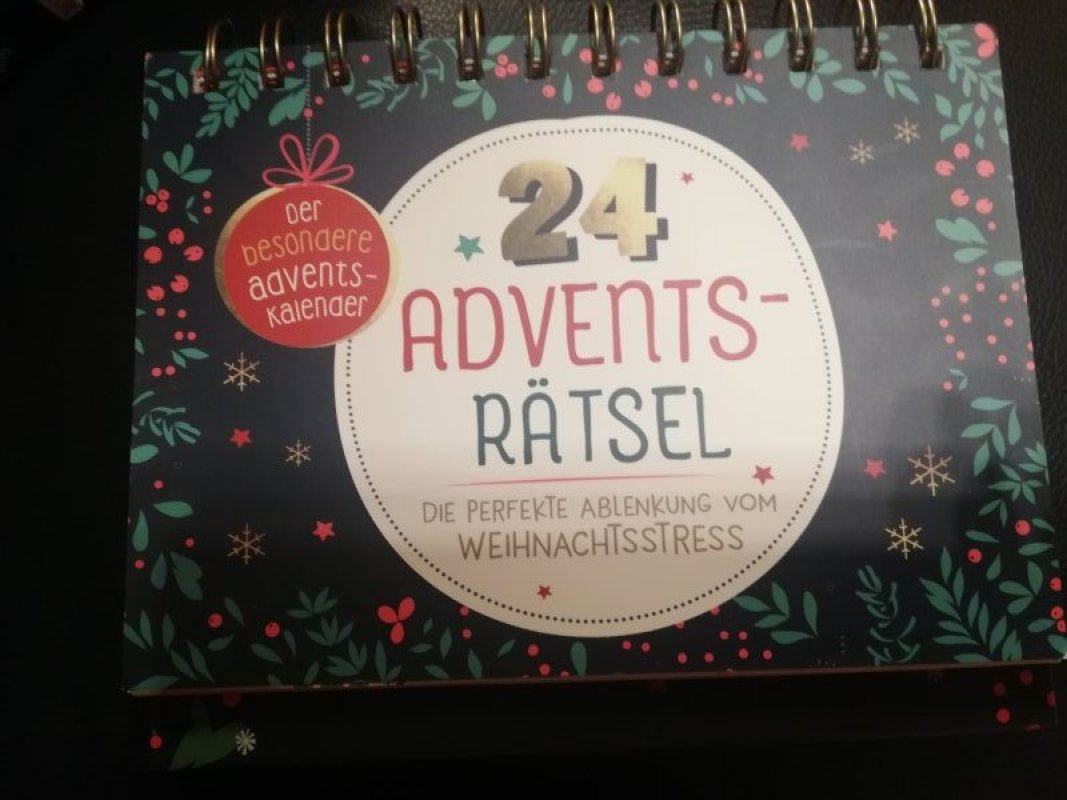 Der
besondere
advents-
kalender
24
ADVENTS-
RÄTSEL
DIE PERFEKTE ABLENKUNG VOM
WEIHNACHTSSTRESS